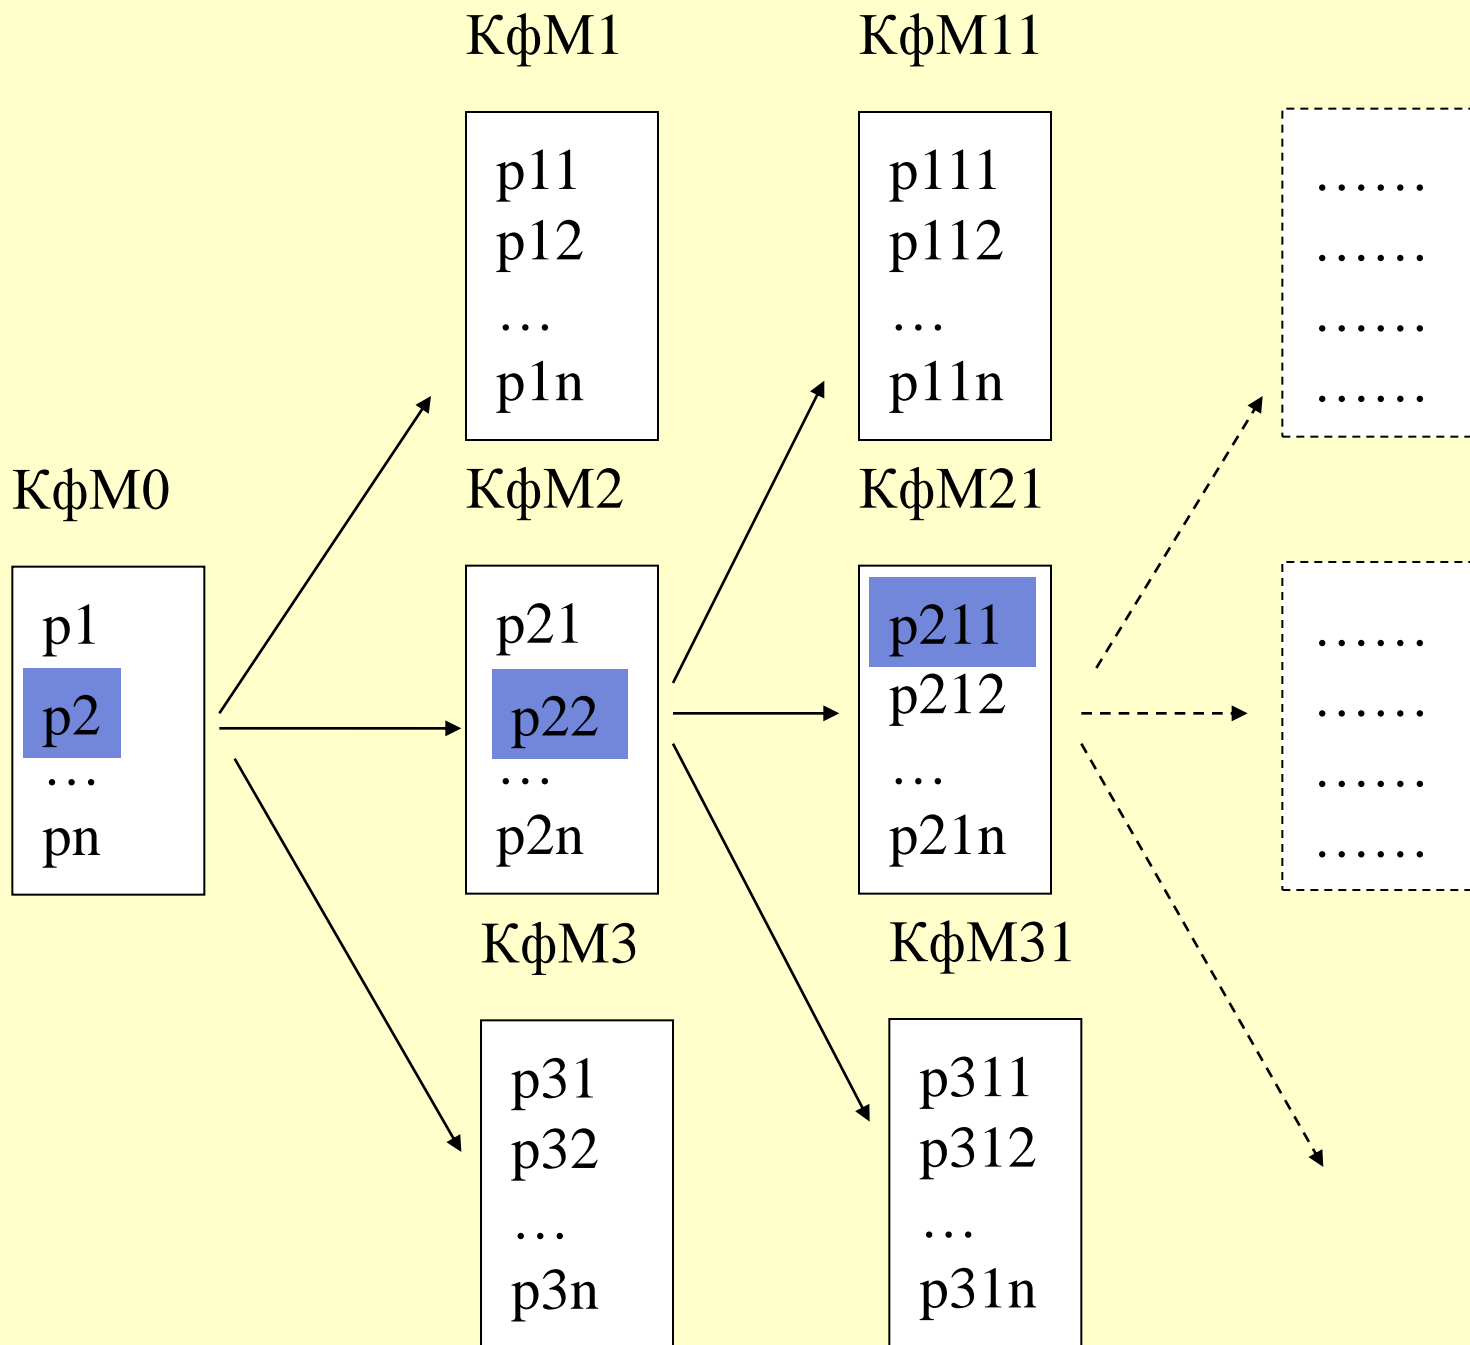 КфМ0
p1
p2
…
pn
КфМ1
p11
p12
…
p1n
КфМ2
p21
p22
…
p2n
КфМ3
p31
p32
…
p3n
КфМ11
p111
p112
…
p11n
КфМ21
p211
p212
…
p21n
КфМ31
p311
p312
…
p31n
……
……
……
……
……
……
……
……